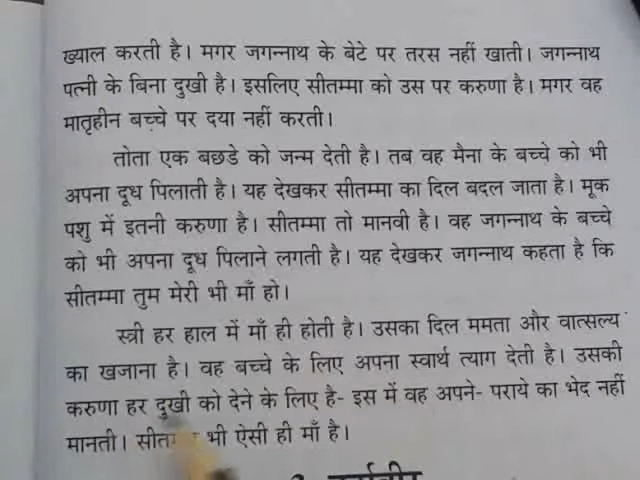 ख्याल करती है। मगर जगन्नाथ के बेटे पर तरस नहीं खाती। जगन्नाथ
पत्नी के बिना दुखी है। इसलिए सीतम्मा को उस पर करुणा है। मगर वह
मातृहीन बच्चे पर दया नहीं करती।
तोता एक बछडे को जन्म देती है। तब वह मैना के बच्चे को भी
अपना दूध पिलाती है। यह देखकर सीतम्मा का दिल बदल जाता है। मूक
पशु में इतनी करुणा है। सीतम्मा तो मानवी है। वह जगन्नाथ के बच्चे
को भी अपना दूध पिलाने लगती है। यह देखकर जगन्नाथ कहता है कि
सीतम्मा तुम मेरी भी माँ हो।
स्त्री हर हाल में माँ ही होती है। उसका दिल ममता और वात्सल्य
का खजाना है। वह बच्चे के लिए अपना स्वार्थ त्याग देती है। उसकी
करुणा हर दुखी को देने के लिए है- इस में वह अपने- पराये का भेद नहीं
मानती। भी ऐसी ही माँ है।